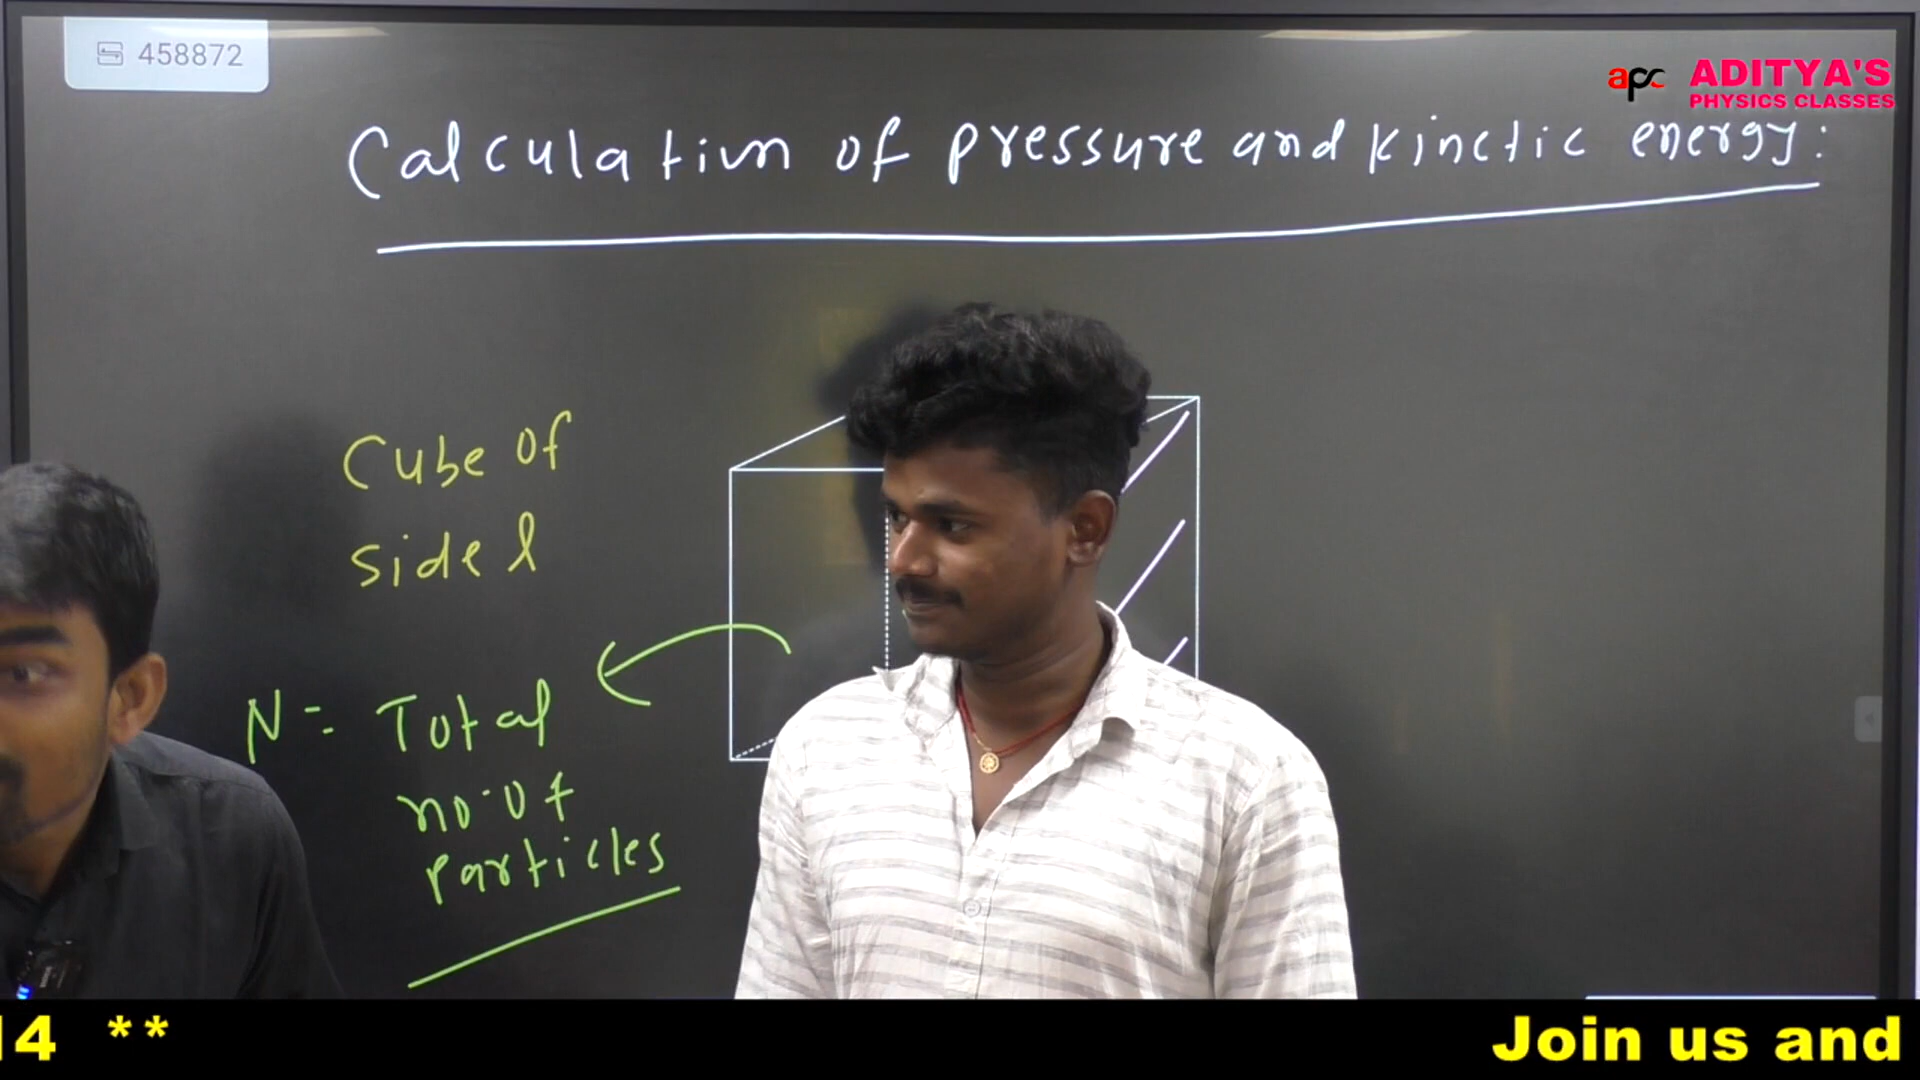 458872
apc ADITYA'S
PHYSICS CLASSES
Calculation of pressure and kinetic energy:
Cube of
side l
N = Total
no. of
particles
14 **
Join us and